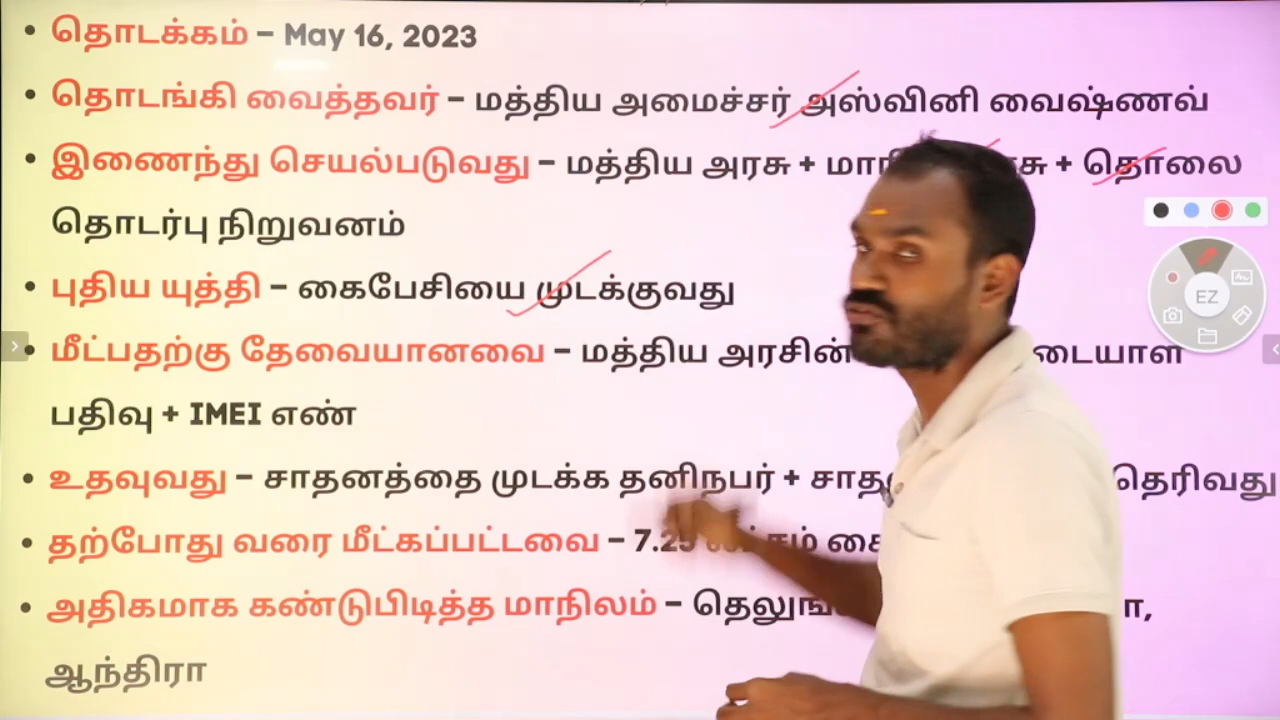 • தொடக்கம் – May 16, 2023
• தொடங்கி வைத்தவர் – மத்திய அமைச்சர் அஸ்வினி வைஷ்ணவ்
• இணைந்து செயல்படுவது – மத்திய அரசு + + தொலை
தொடர்பு நிறுவனம்
• புதிய யுத்தி – கைபேசியை முடக்குவது
• மீட்பதற்கு தேவையானவை – மத்திய அரசின்
பதிவு + IMEI எண்
• உதவுவது – சாதனத்தை முடக்க தனிநபர் + தெரிவது
• தற்போது வரை மீட்கப்பட்டவை –
• அதிகமாக கண்டுபிடித்த மாநிலம் –
ஆந்திரா
EZ